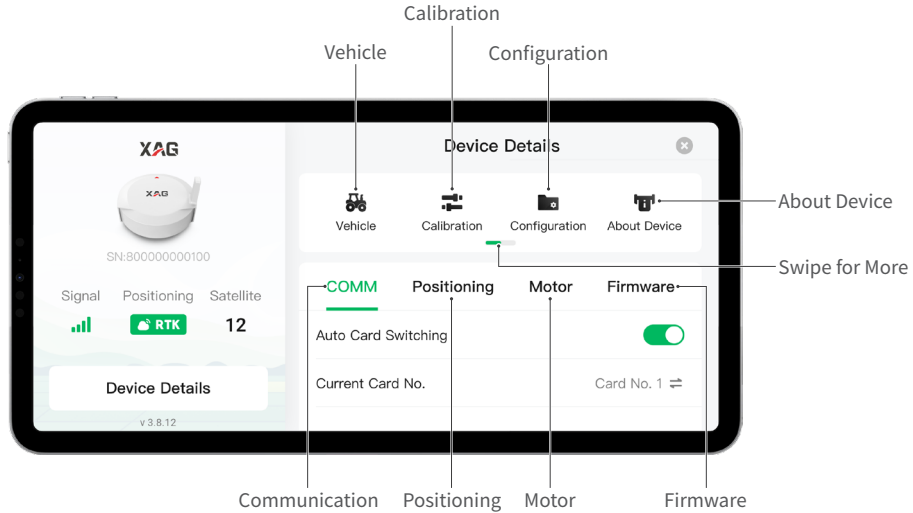 Calibration
Vehicle
Configuration
XAG
Device Details
XAG
Vehicle
Calibration
Configuration
About Device
About Device
SN:800000000100
Swipe for More
Signal
Positioning
Satellite
COMM
Positioning
Motor
Firmware
RTK
12
Auto Card Switching
Device Details
Current Card No.
Card No. 1
v 3.8.12
Communication
Positioning
Motor
Firmware